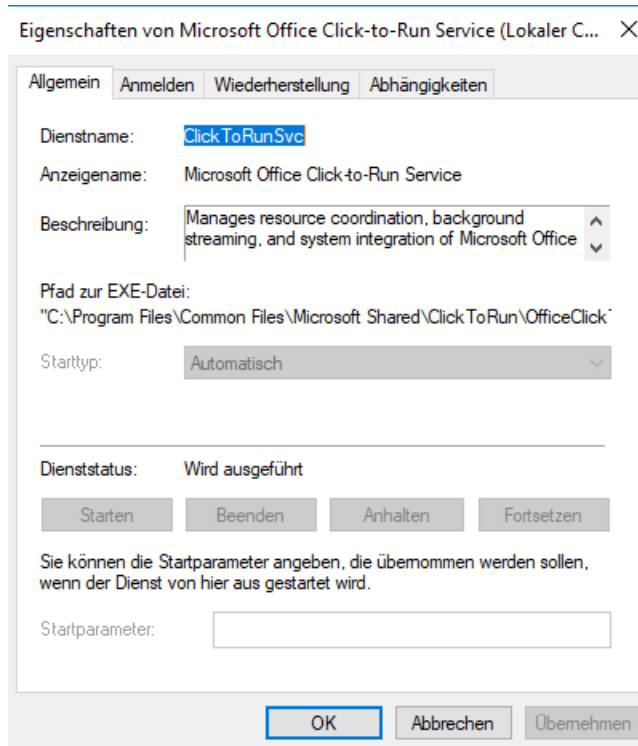 Eigenschaften von Microsoft Office Click-to-Run Service (Lokaler C...
Allgemein Anmelden Wiederherstellung Abhängigkeiten
Dienstname: ClickToRunSvc
Anzeigename: Microsoft Office Click-to-Run Service
Beschreibung: Manages resource coordination, background
streaming, and system integration of Microsoft Office
Pfad zur EXE-Datei:
"C:\Program Files\Common Files\Microsoft Shared\ClickToRun\OfficeClick
Starttyp: Automatisch
Dienststatus: Wird ausgeführt
Starten Beenden Anhalten Fortsetzen
Sie können die Startparameter angeben, die übernommen werden sollen,
wenn der Dienst von hier aus gestartet wird.
Startparameter:
OK Abbrechen Übernehmen